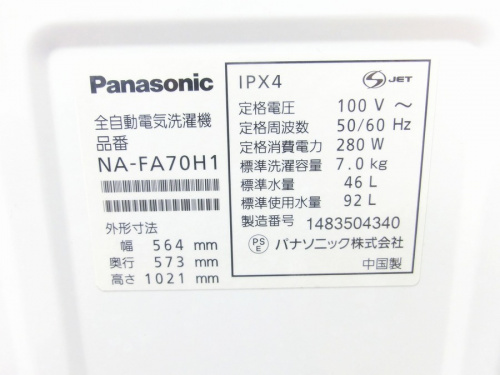 Panasonic
全自動電気洗濯機
品番
NA-FA70H1
外形寸法
幅 564 mm
奥行 573 mm
高さ 1021 mm
IPX4
S JET
定格電圧 100 V ～
定格周波数 50/60 Hz
定格消費電力 280 W
標準洗濯容量 7.0 kg
標準水量 46 L
標準使用水量 92 L
製造番号 1483504340
PSE パナソニック株式会社
中国製